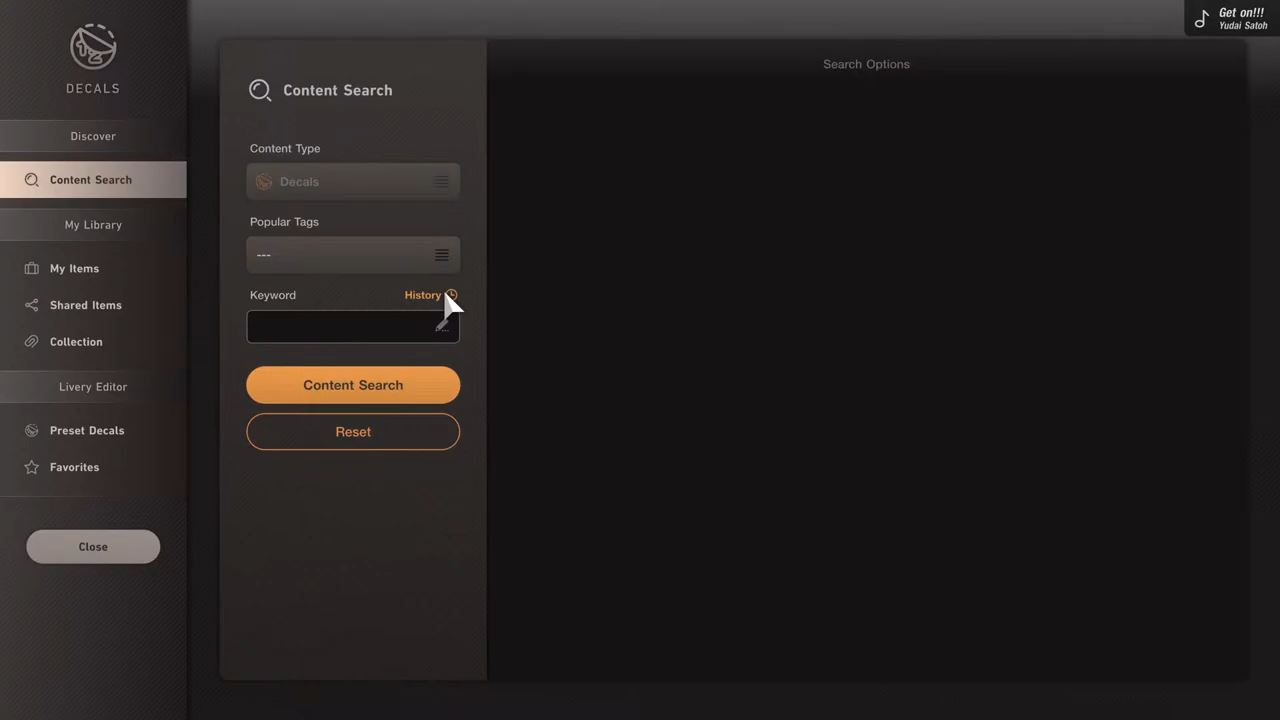 Get on!!!
Yudai Satoh
DECALS
Discover
Content Search
My Library
My Items
Shared Items
Collection
Livery Editor
Preset Decals
Favorites
Close
Content Search
Content Type
Decals
Popular Tags
---
Keyword
History
Content Search
Reset
Search Options